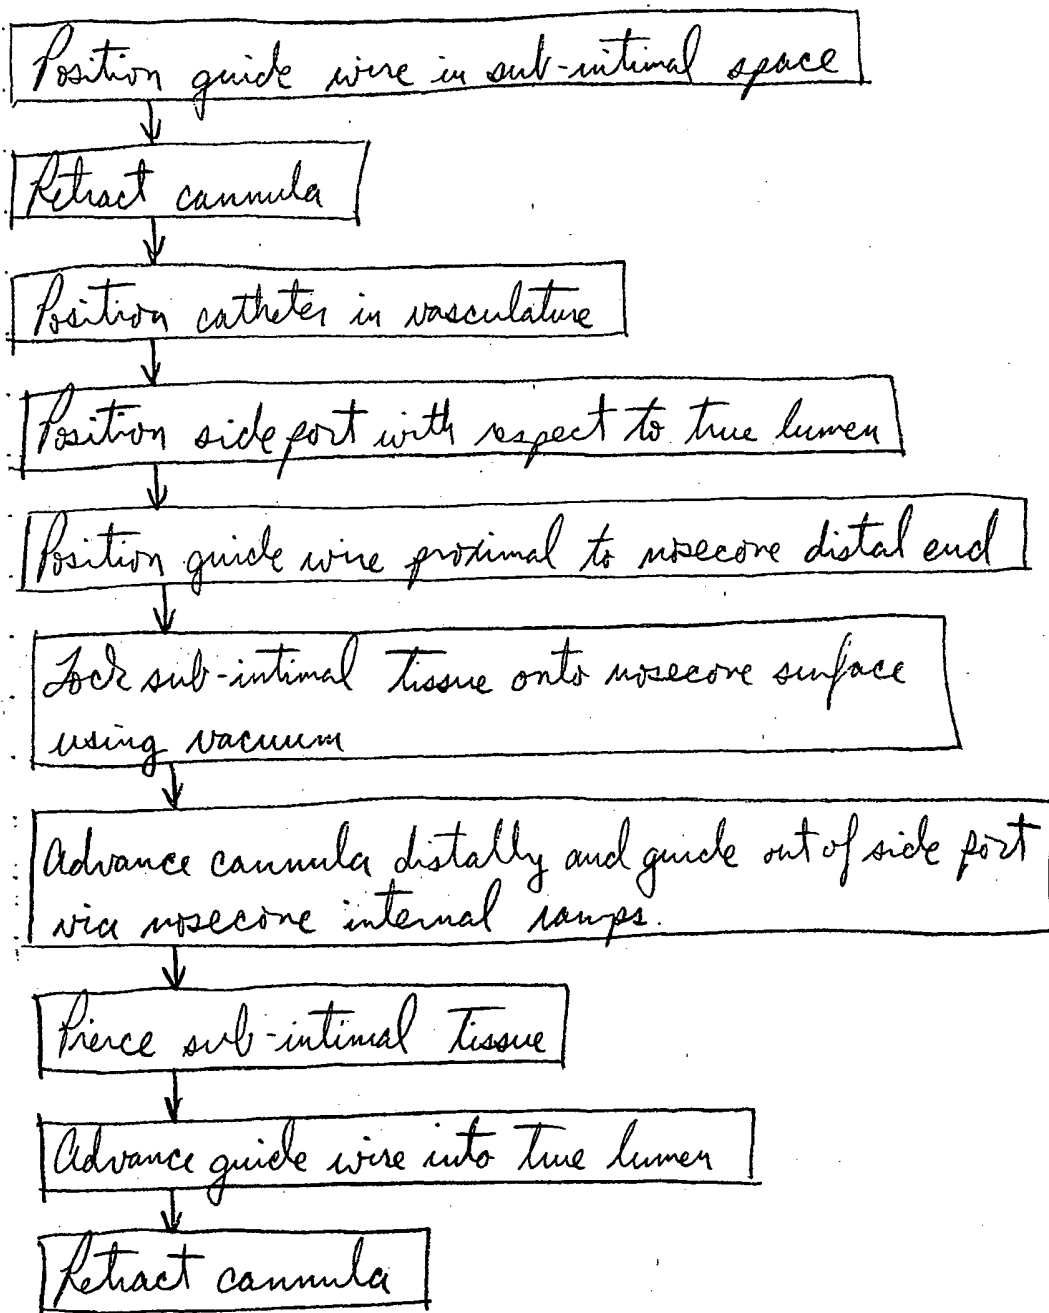 Position guide wire in sub-intimal space
Retract cannula
Position catheter in vasculature
Position side port with respect to true lumen
Position guide wire proximal to nosecone distal end
Lock sub-intimal tissue onto nosecone surface
using vacuum
Advance cannula distally and guide out of side port
via nosecone internal ramps.
Pierce sub-intimal tissue
Advance guide wire into true lumen
Retract cannula